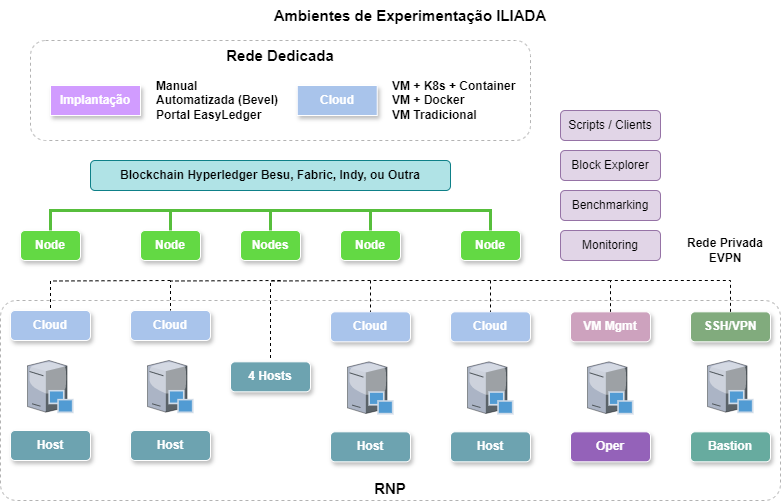 Ambientes de Experimentação ILIADA
Rede Dedicada
Implantação
Manual
Automatizada (Bevel)
Portal EasyLedger
Cloud
VM + K8s + Container
VM + Docker
VM Tradicional
Scripts / Clients
Block Explorer
Benchmarking
Monitoring
Blockchain Hyperledger Besu, Fabric, Indy, ou Outra
Node
Node
Nodes
Node
Node
Rede Privada
EVPN
Cloud
Cloud
4 Hosts
Cloud
Cloud
VM Mgmt
SSH/VPN
Host
Host
Host
Host
Oper
Bastion
RNP